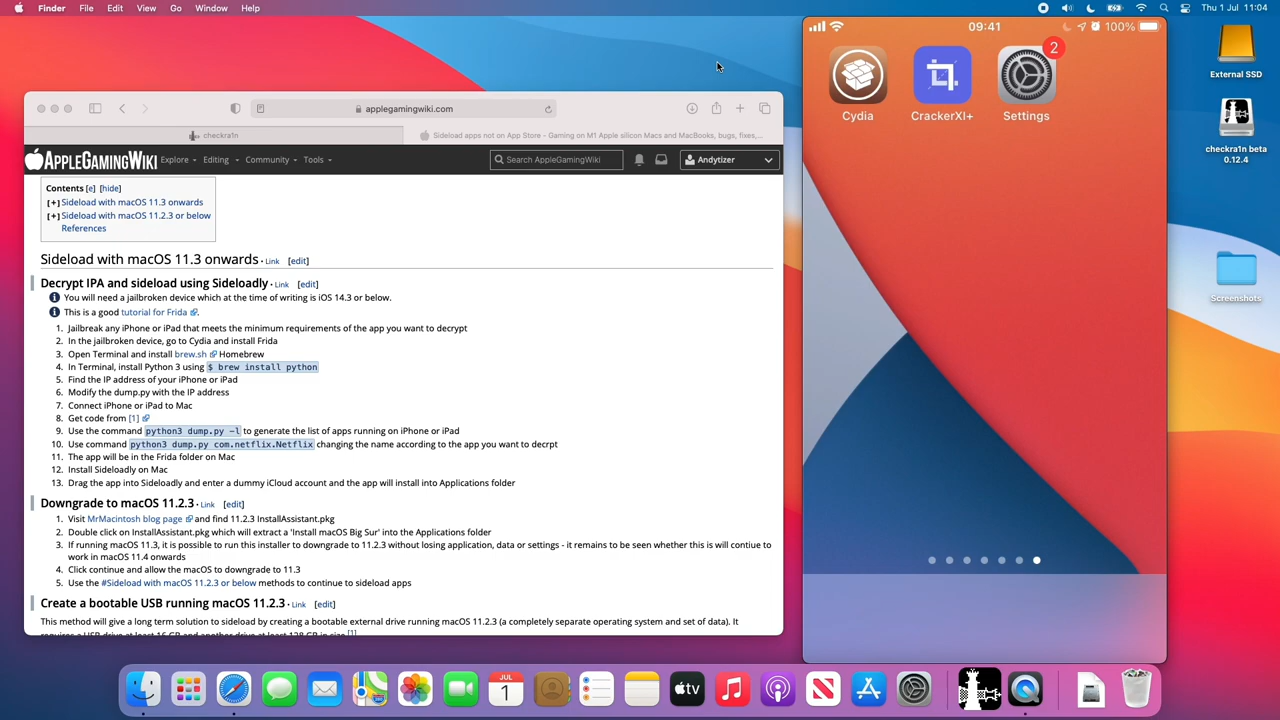 Finder File Edit View Go Window Help
Thu 1 Jul 11:04
applegamingwiki.com
checkra1n
Sideload apps not on App Store - Gaming on M1 Apple silicon Macs and MacBooks, bugs, fixes,...
APPLEGAMINGWIKI Explore Editing Community Tools
Search AppleGamingWiki
Andytizer
Contents [e] [hide]
[+] Sideload with macOS 11.3 onwards
[+] Sideload with macOS 11.2.3 or below
References
Sideload with macOS 11.3 onwards · Link [edit]
Decrypt IPA and sideload using Sideloadly · Link [edit]
You will need a jailbroken device which at the time of writing is iOS 14.3 or below.
This is a good tutorial for Frida.
1. Jailbreak any iPhone or iPad that meets the minimum requirements of the app you want to decrypt
2. In the jailbroken device, go to Cydia and install Frida
3. Open Terminal and install brew.sh Homebrew
4. In Terminal, install Python 3 using $ brew install python
5. Find the IP address of your iPhone or iPad
6. Modify the dump.py with the IP address
7. Connect iPhone or iPad to Mac
8. Get code from [1]
9. Use the command python3 dump.py -l to generate the list of apps running on iPhone or iPad
10. Use command python3 dump.py com.netflix.Netflix changing the name according to the app you want to decrpt
11. The app will be in the Frida folder on Mac
12. Install Sideloadly on Mac
13. Drag the app into Sideloadly and enter a dummy iCloud account and the app will install into Applications folder
Downgrade to macOS 11.2.3 · Link [edit]
1. Visit MrMacintosh blog page and find 11.2.3 InstallAssistant.pkg
2. Double click on InstallAssistant.pkg which will extract a 'Install macOS Big Sur' into the Applications folder
3. If running macOS 11.3, it is possible to run this installer to downgrade to 11.2.3 without losing application, data or settings - it remains to be seen whether this is will contiue to
work in macOS 11.4 onwards
4. Click continue and allow the macOS to downgrade to 11.3
5. Use the #Sideload with macOS 11.2.3 or below methods to continue to sideload apps
Create a bootable USB running macOS 11.2.3 · Link [edit]
This method will give a long term solution to sideload by creating a bootable external drive running macOS 11.2.3 (a completely separate operating system and set of data). It
requires a USB drive at least 16 GB and another drive at least 128 GB in size [1]
09:41
100%
2
Cydia
CrackerXI+
Settings
External SSD
checkra1n beta
0.12.4
Screenshots
JUL
1
tv